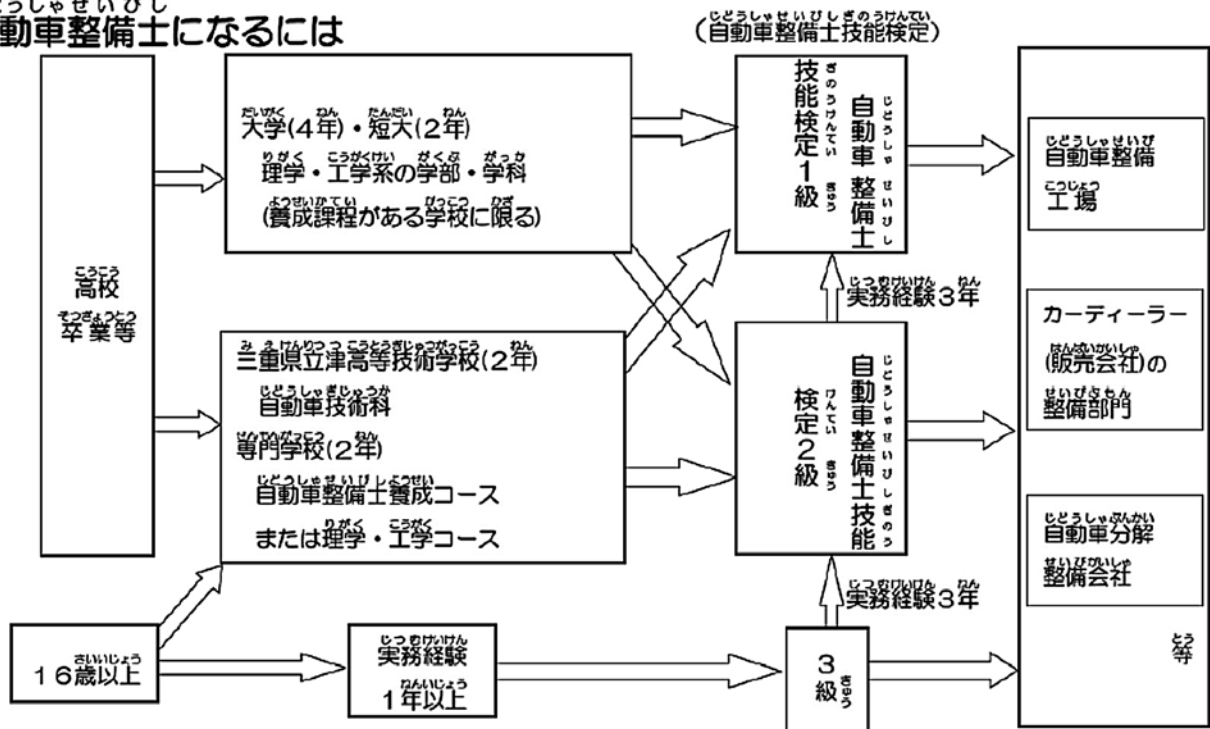 動車整備士になるには
(自動車整備士技能検定)
高校
卒業等
大学(4年)・短大(2年)
理学・工学系の学部・学科
(養成課程がある学校に限る)
三重県立津高等技術学校(2年)
自動車技術科
専門学校(2年)
自動車整備士養成コース
または理学・工学コース
16歳以上
実務経験
1年以上
自動車整備士
技能検定1級
実務経験3年
自動車整備士技能
検定2級
実務経験3年
3級
自動車整備
工場
カーディーラー
(販売会社)の
整備部門
自動車分解
整備会社
等